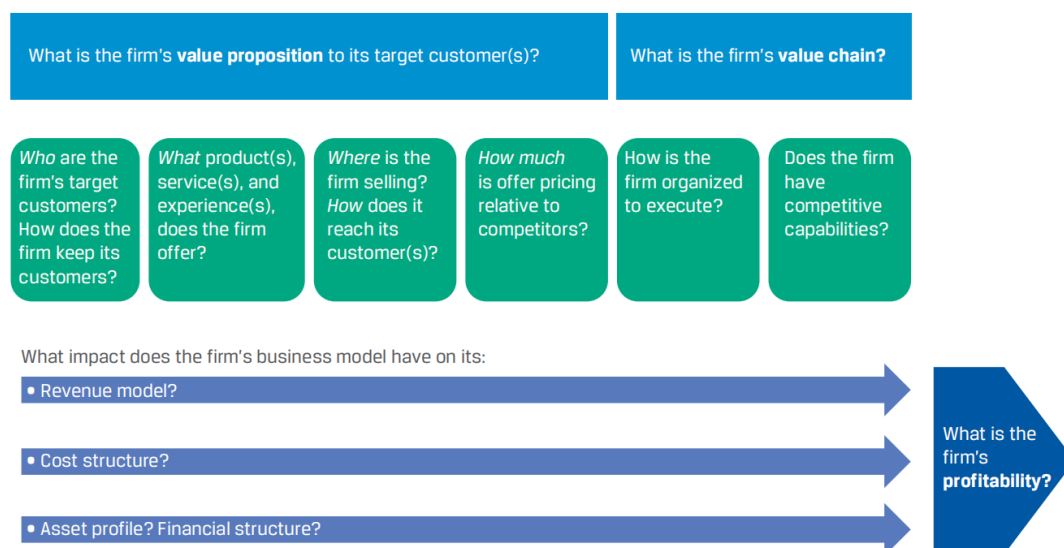 What is the firm's value proposition to its target customer(s)?
What is the firm's value chain?
Who are the
firm's target
customers?
How does the
firm keep its
customers?
What product(s),
service(s), and
experience(s),
does the firm
offer?
Where is the
firm selling?
How does it
reach its
customer(s)?
How much
is offer pricing
relative to
competitors?
How is the
firm organized
to execute?
Does the firm
have
competitive
capabilities?
What impact does the firm's business model have on its:
• Revenue model?
• Cost structure?
• Asset profile? Financial structure?
What is the
firm's
profitability?